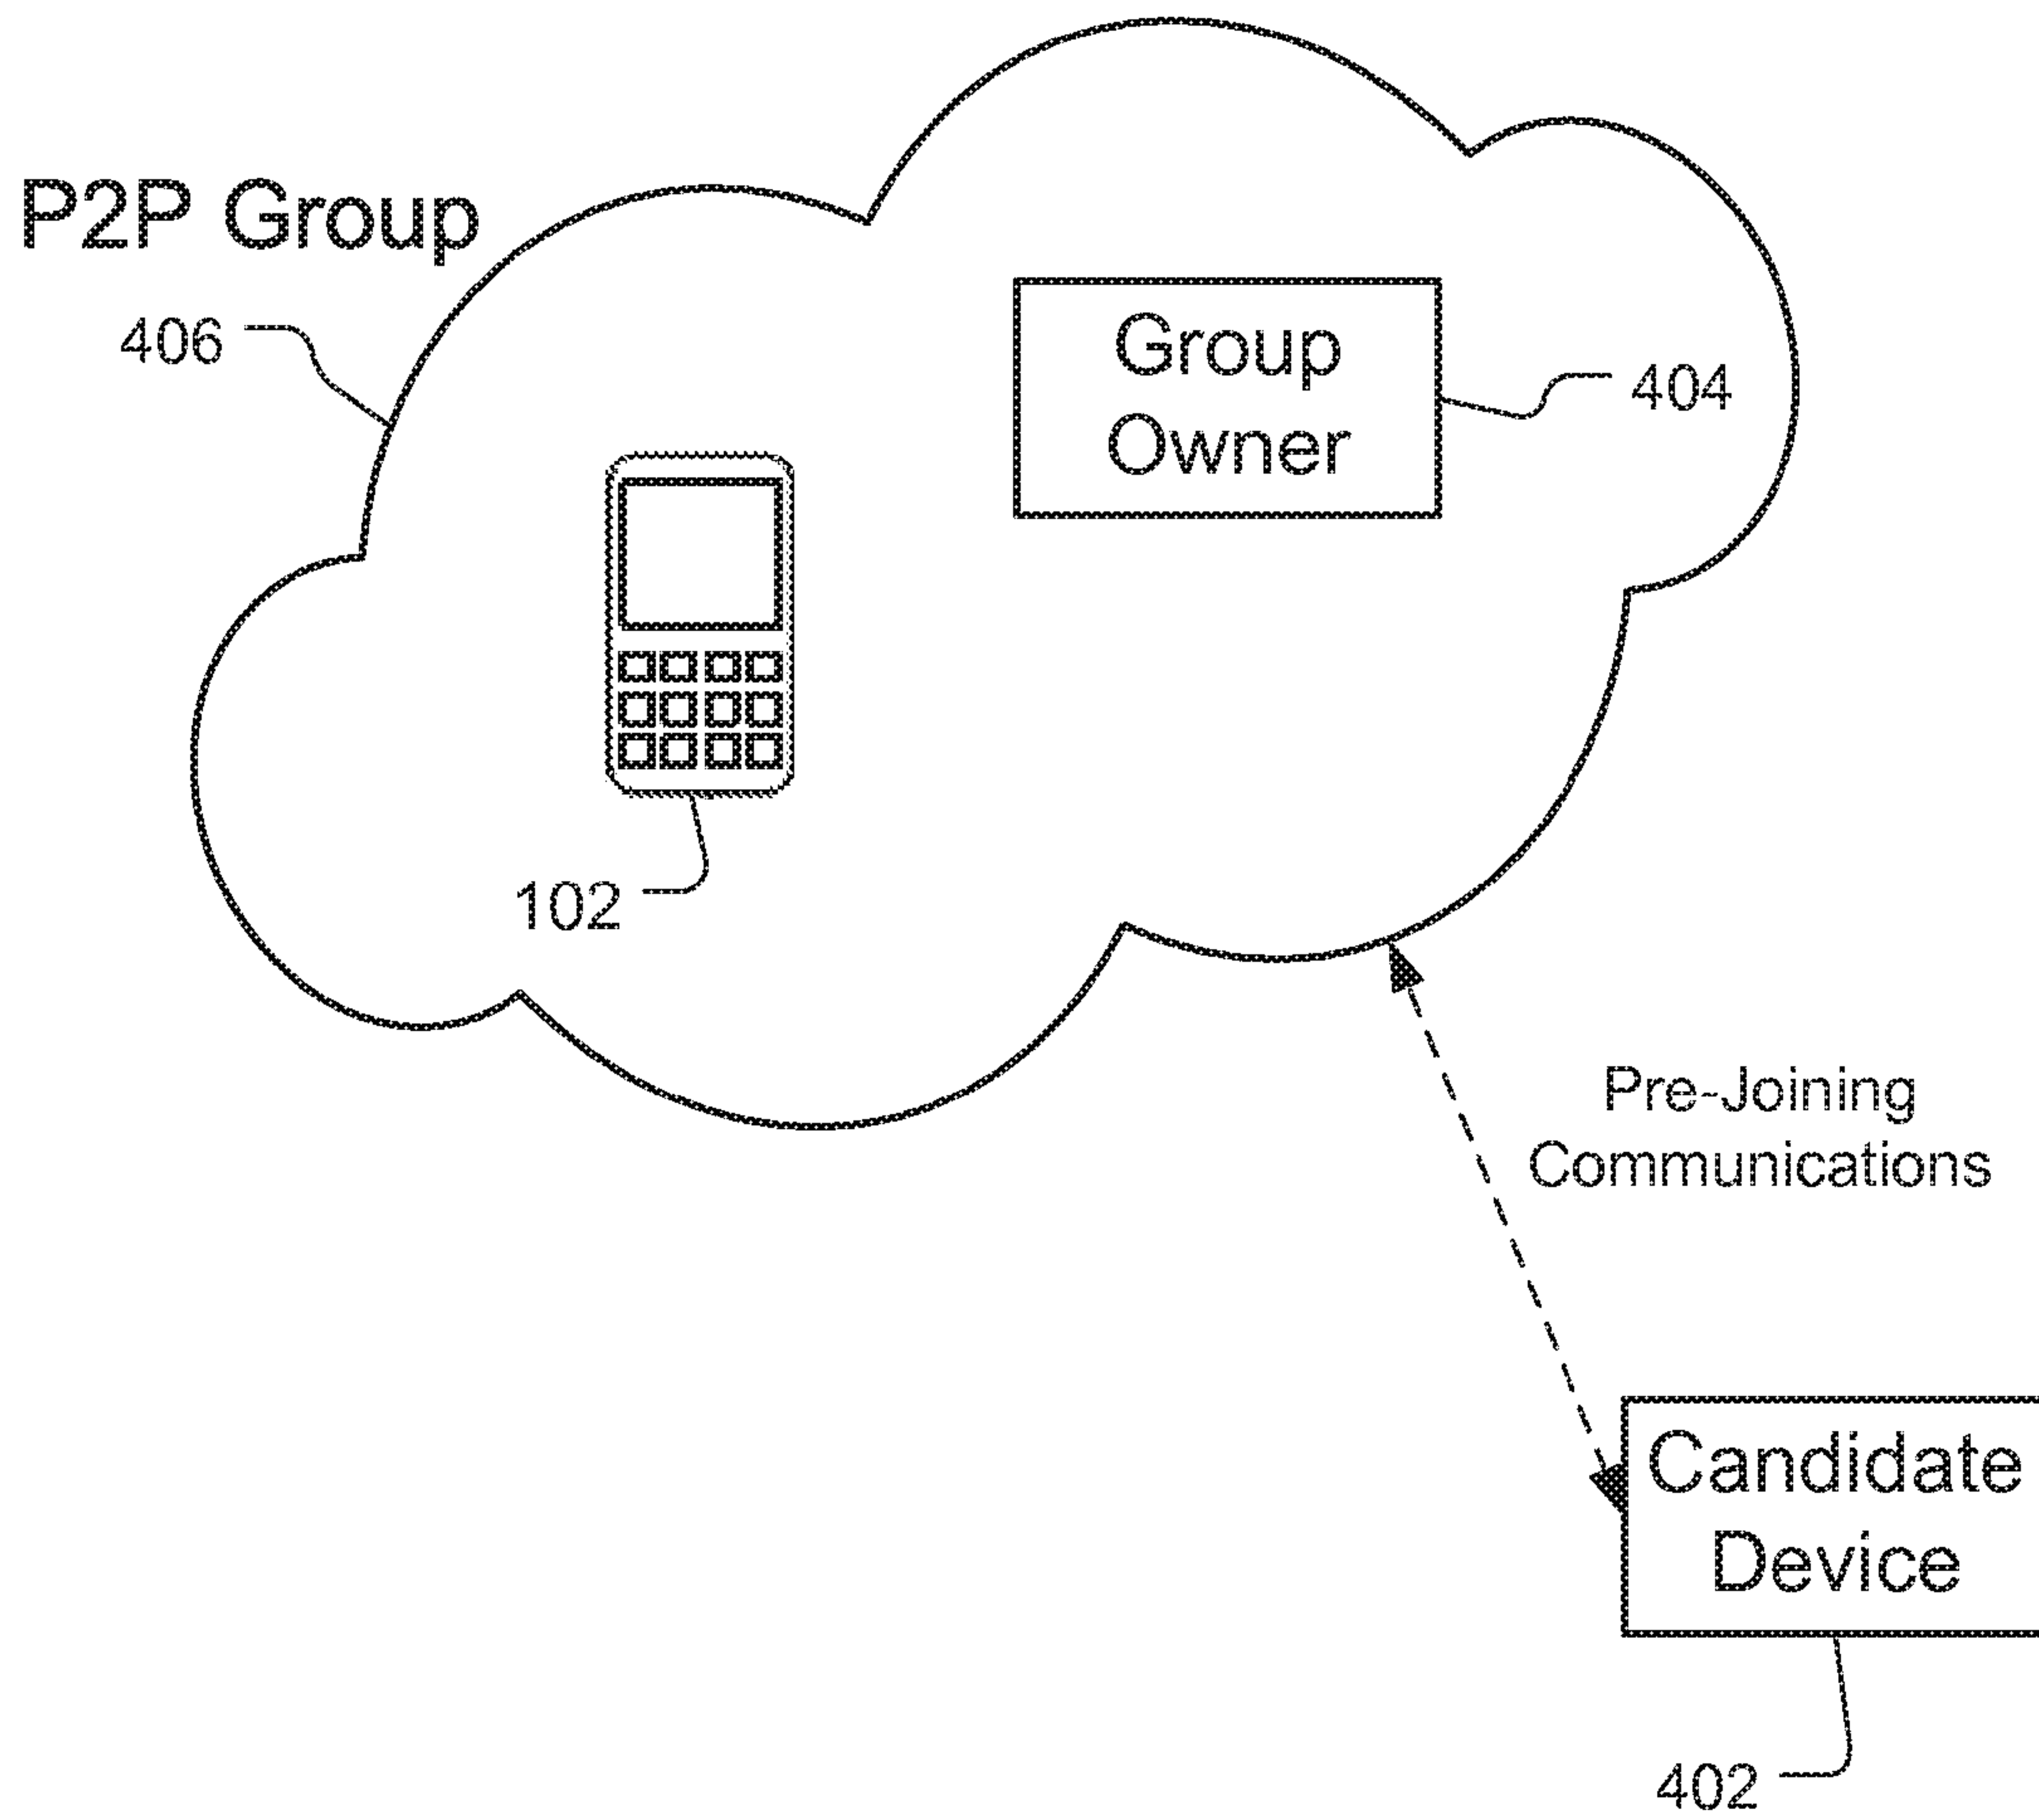 P2P Group
406
Group
Owner
404
102
Pre-Joining
Communications
Candidate
Device
402